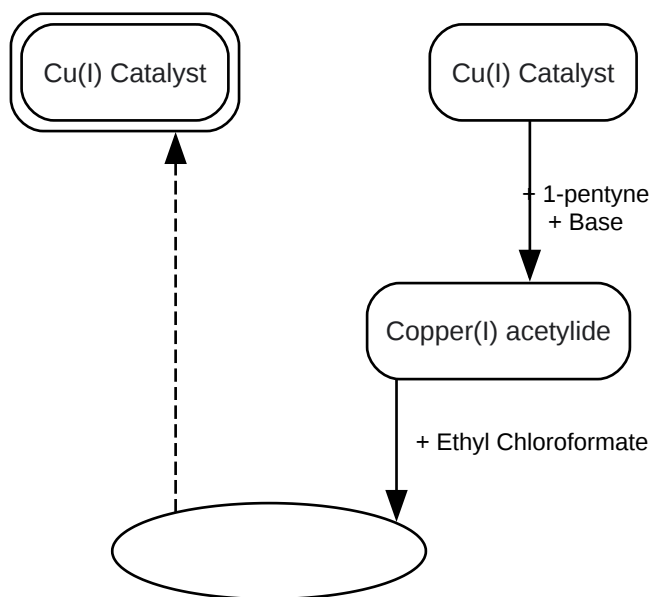 Cu(I) Catalyst
Cu(I) Catalyst
+ 1-pentyne
+ Base
Copper(I) acetylide
+ Ethyl Chloroformate